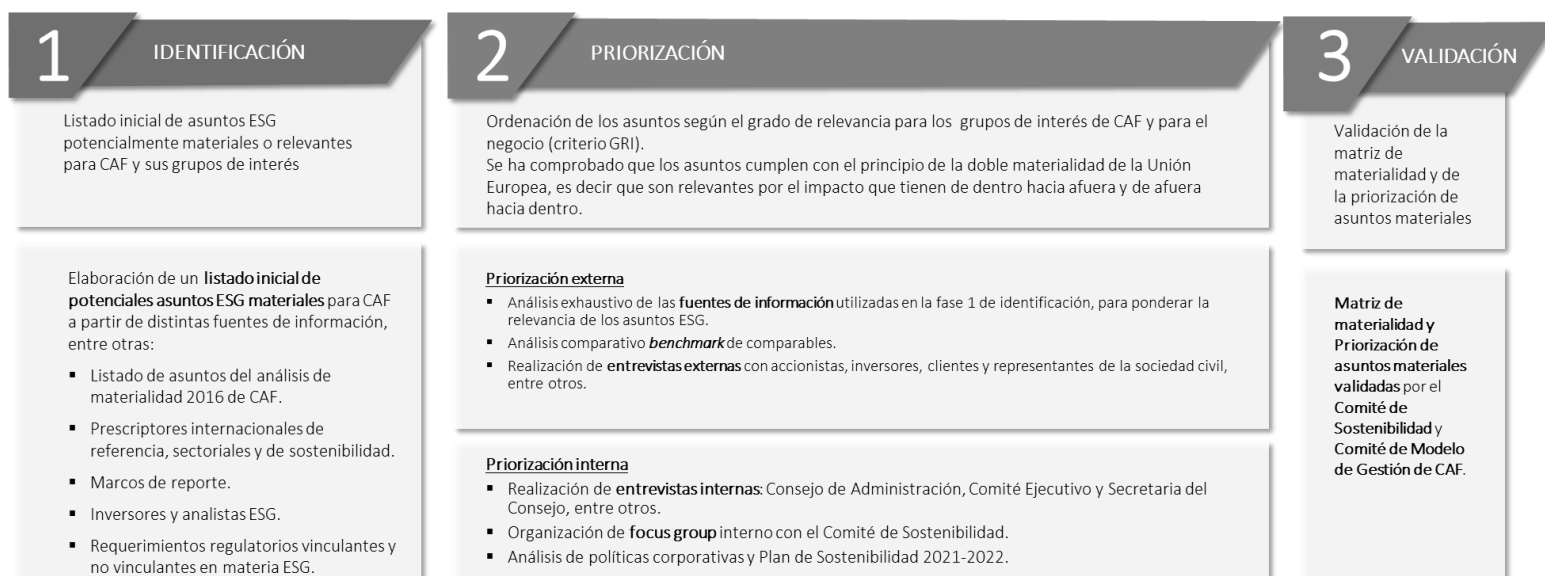 1
IDENTIFICACIÓN
Listado inicial de asuntos ESG
potencialmente materiales o relevantes
para CAF y sus grupos de interés
Elaboración de un listado inicial de
potenciales asuntos ESG materiales para CAF
a partir de distintas fuentes de información,
entre otras:
▪ Listado de asuntos del análisis de
materialidad 2016 de CAF.
▪ Prescriptores internacionales de
referencia, sectoriales y de sostenibilidad.
▪ Marcos de reporte.
▪ Inversores y analistas ESG.
▪ Requerimientos regulatorios vinculantes y
no vinculantes en materia ESG.
2
PRIORIZACIÓN
Ordenación de los asuntos según el grado de relevancia para los grupos de interés de CAF y para el
negocio (criterio GRI).
Se ha comprobado que los asuntos cumplen con el principio de la doble materialidad de la Unión
Europea, es decir que son relevantes por el impacto que tienen de dentro hacia afuera y de afuera
hacia dentro.
Priorización externa
▪ Análisis exhaustivo de las fuentes de información utilizadas en la fase 1 de identificación, para ponderar la
relevancia de los asuntos ESG.
▪ Análisis comparativo benchmark de comparables.
▪ Realización de entrevistas externas con accionistas, inversores, clientes y representantes de la sociedad civil,
entre otros.
Priorización interna
▪ Realización de entrevistas internas: Consejo de Administración, Comité Ejecutivo y Secretaria del
Consejo, entre otros.
▪ Organización de focus group interno con el Comité de Sostenibilidad.
▪ Análisis de políticas corporativas y Plan de Sostenibilidad 2021-2022.
3
VALIDACIÓN
Validación de la
matriz de
materialidad y de
la priorización de
asuntos materiales
Matriz de
materialidad y
Priorización de
asuntos materiales
validadas por el
Comité de
Sostenibilidad y
Comité de Modelo
de Gestión de CAF.